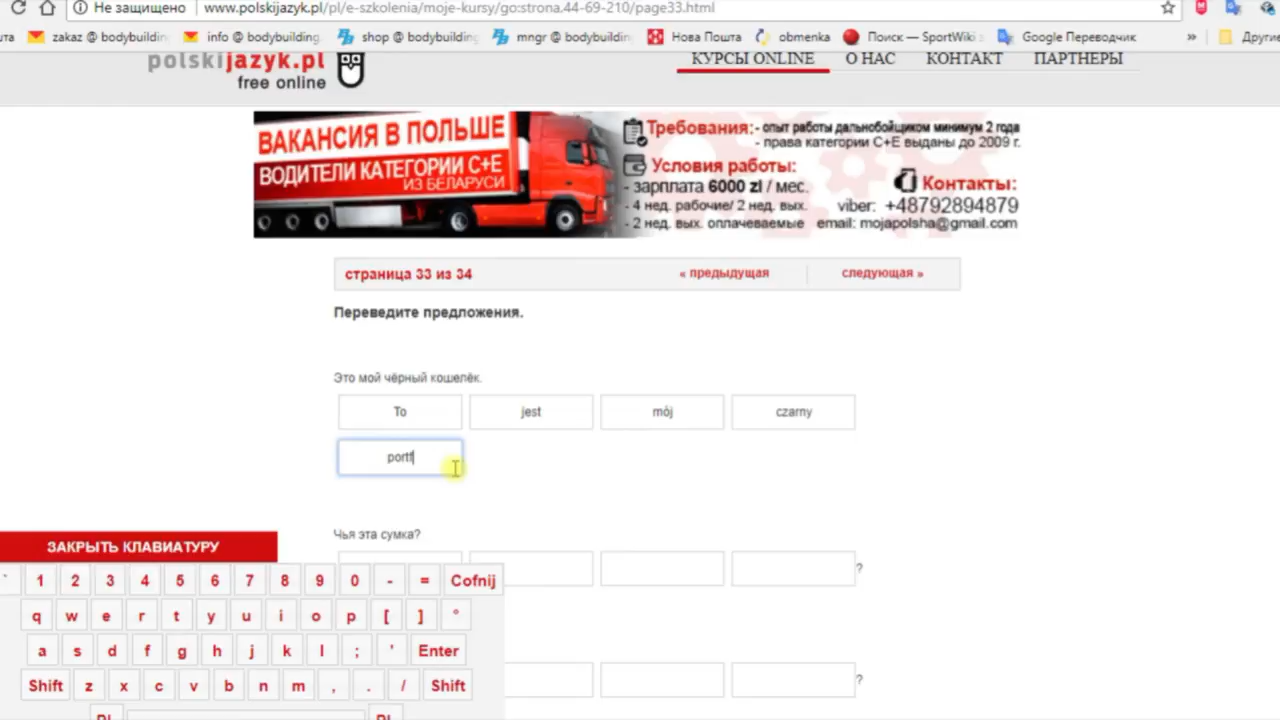 Не защищено www.polskijazyk.pl/pl/e-szkolenia/moje-kursy/go:strona,44-69-210/page33.html
шта zakaz @ bodybuilding info @ bodybuilding. shop @ bodybuilding mngr @ bodybuildin Нова Пошта obmenka Поиск — SportWiki Google Переводчик » Другие
polskijazyk.pl
free online
КУРСЫ ONLINE О НАС КОНТАКТ ПАРТНЕРЫ
ВАКАНСИЯ В ПОЛЬШЕ
ВОДИТЕЛИ КАТЕГОРИИ C+E
ИЗ БЕЛАРУСИ
Требования:- опыт работы дальнобойщиком минимум 2 года
- права категории C+E выданы до 2009 г.
Условия работы:
- зарплата 6000 zl / мес.
- 4 нед. рабочие/ 2 нед. вых.
- 2 нед. вых. оплачиваемые
Контакты:
viber: +48792894879
email: mojapolsha@gmail.com
страница 33 из 34 « предыдущая следующая »
Переведите предложения.
Это мой чёрный кошелёк.
To jest mój czarny
portf
Чья эта сумка?
?
?
ЗАКРЫТЬ КЛАВИАТУРУ
` 1 2 3 4 5 6 7 8 9 0 - = Cofnij
q w e r t y u i o p [ ] °
a s d f g h j k l ; ' Enter
Shift z x c v b n m , . / Shift